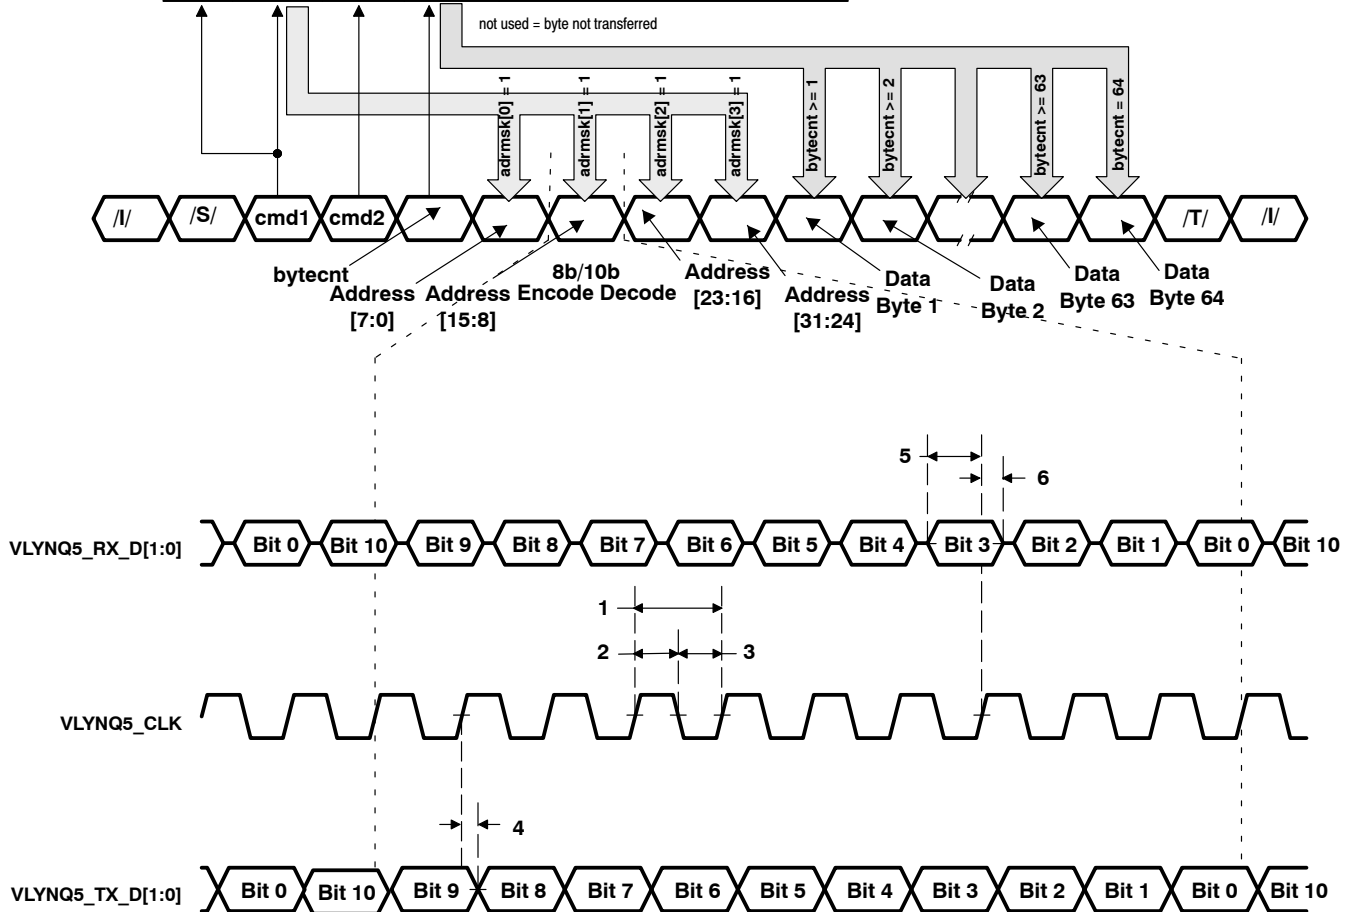 not used = byte not transferred
adrmsk[0] = 1
adrmsk[1] = 1
adrmsk[2] = 1
adrmsk[3] = 1
bytecnt >= 1
bytecnt >= 2
bytecnt >= 63
bytecnt = 64
/I/
/S/
cmd1
cmd2
/T/
/I/
bytecnt
Address
[7:0]
Address
[15:8]
8b/10b
Encode Decode
Address
[23:16]
Address
[31:24]
Data
Byte 1
Data
Byte 2
Data
Byte 63
Data
Byte 64
5
6
VLYNQ5_RX_D[1:0]
Bit 0
Bit 10
Bit 9
Bit 8
Bit 7
Bit 6
Bit 5
Bit 4
Bit 3
Bit 2
Bit 1
Bit 0
Bit 10
1
2
3
VLYNQ5_CLK
4
VLYNQ5_TX_D[1:0]
Bit 0
Bit 10
Bit 9
Bit 8
Bit 7
Bit 6
Bit 5
Bit 4
Bit 3
Bit 2
Bit 1
Bit 0
Bit 10